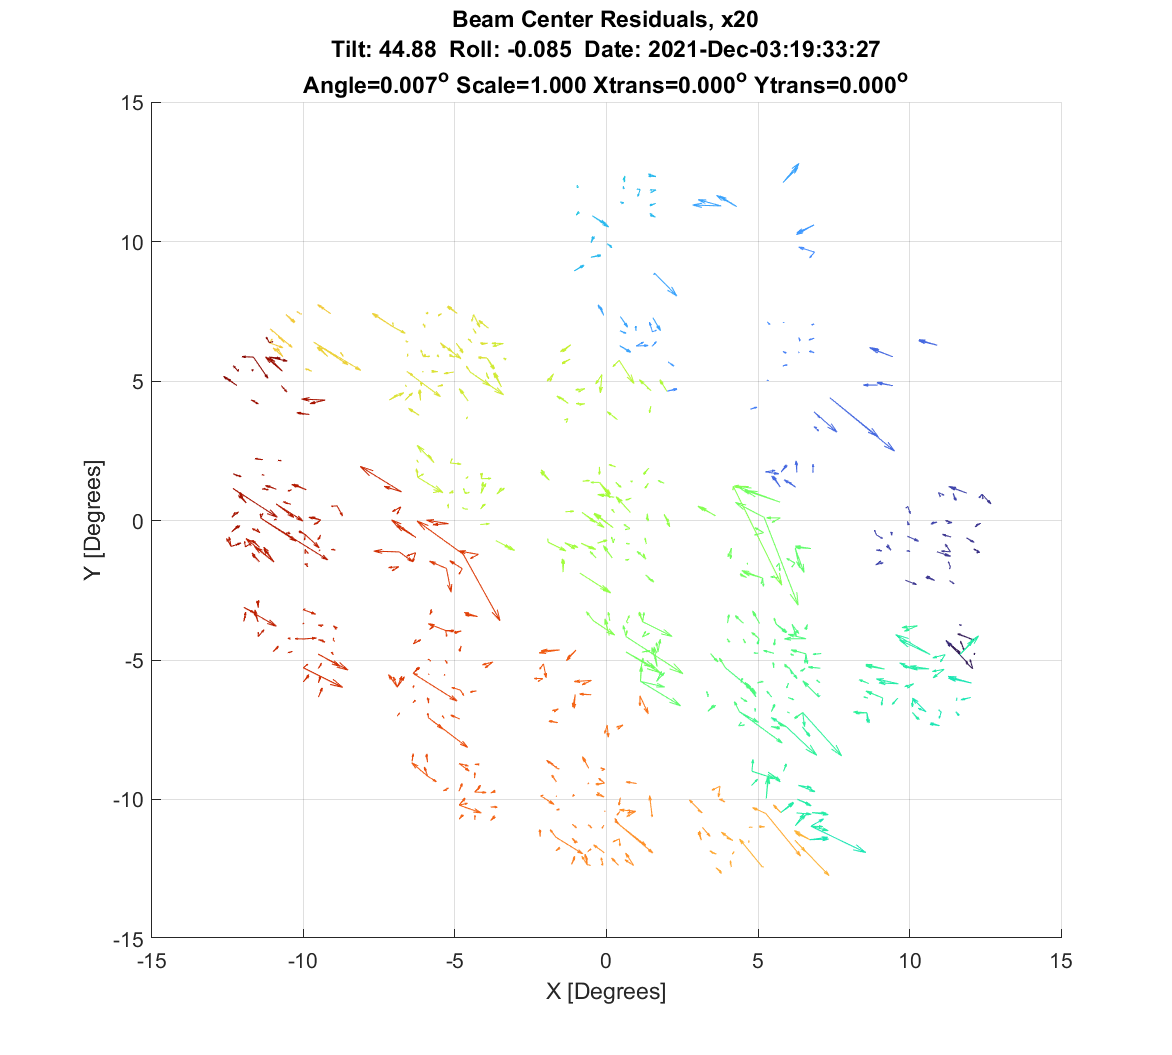 Beam Center Residuals, x20
Tilt: 44.88 Roll: -0.085 Date: 2021-Dec-03:19:33:27
Angle=0.007° Scale=1.000 Xtrans=0.000° Ytrans=0.000°
15
10
5
0
-5
-10
-15
Y [Degrees]
-15
-10
-5
0
5
10
15
X [Degrees]